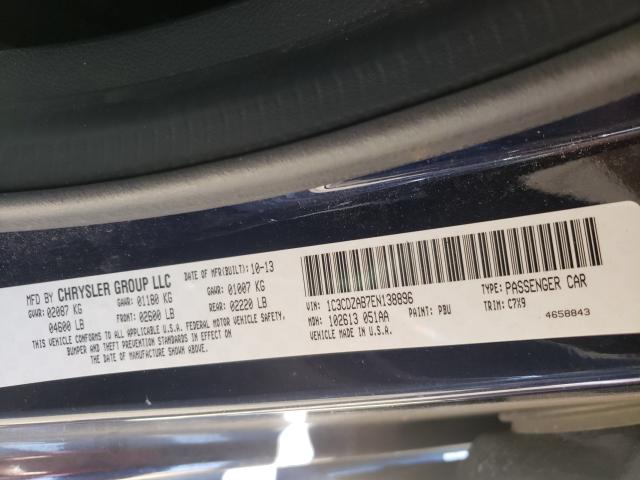 MFD BY CHRYSLER GROUP LLC DATE OF MFR(BUILT): 10-13
GVWR: 02087 KG GAWR: 01180 KG GAWR: 01007 KG
04600 LB FRONT: 02600 LB REAR: 02220 LB
THIS VEHICLE CONFORMS TO ALL APPLICABLE U.S.A. FEDERAL MOTOR VEHICLE SAFETY,
BUMPER AND THEFT PREVENTION STANDARDS IN EFFECT ON
THE DATE OF MANUFACTURE SHOWN ABOVE.
VIN: 1C3CDZAB7EN138896 TYPE: PASSENGER CAR
MDH: 102613 051AA PAINT: PBU TRIM: C7X9
VEHICLE MADE IN U.S.A.
4658843